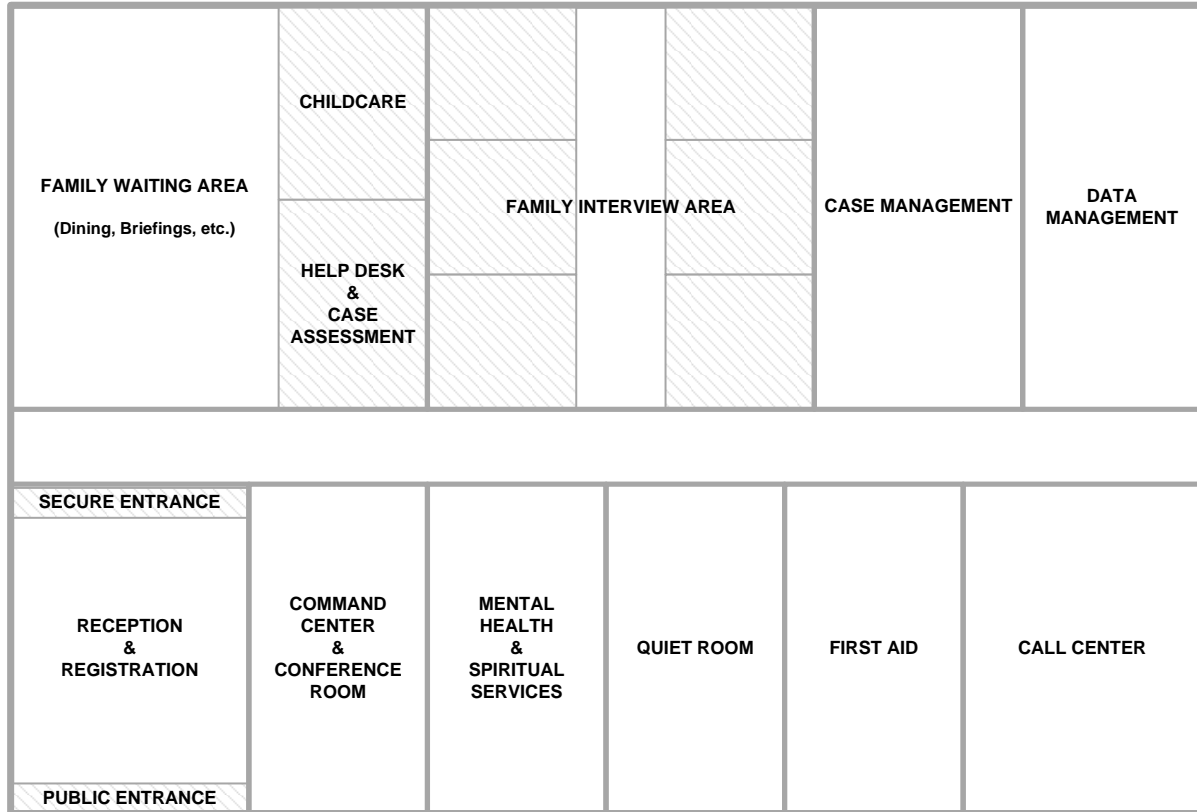 CHILDCARE
FAMILY WAITING AREA
(Dining, Briefings, etc.)
HELP DESK
&
CASE
ASSESSMENT
FAMILY INTERVIEW AREA
CASE MANAGEMENT
DATA
MANAGEMENT
SECURE ENTRANCE
RECEPTION
&
REGISTRATION
PUBLIC ENTRANCE
COMMAND
CENTER
&
CONFERENCE
ROOM
MENTAL
HEALTH
&
SPIRITUAL
SERVICES
QUIET ROOM
FIRST AID
CALL CENTER